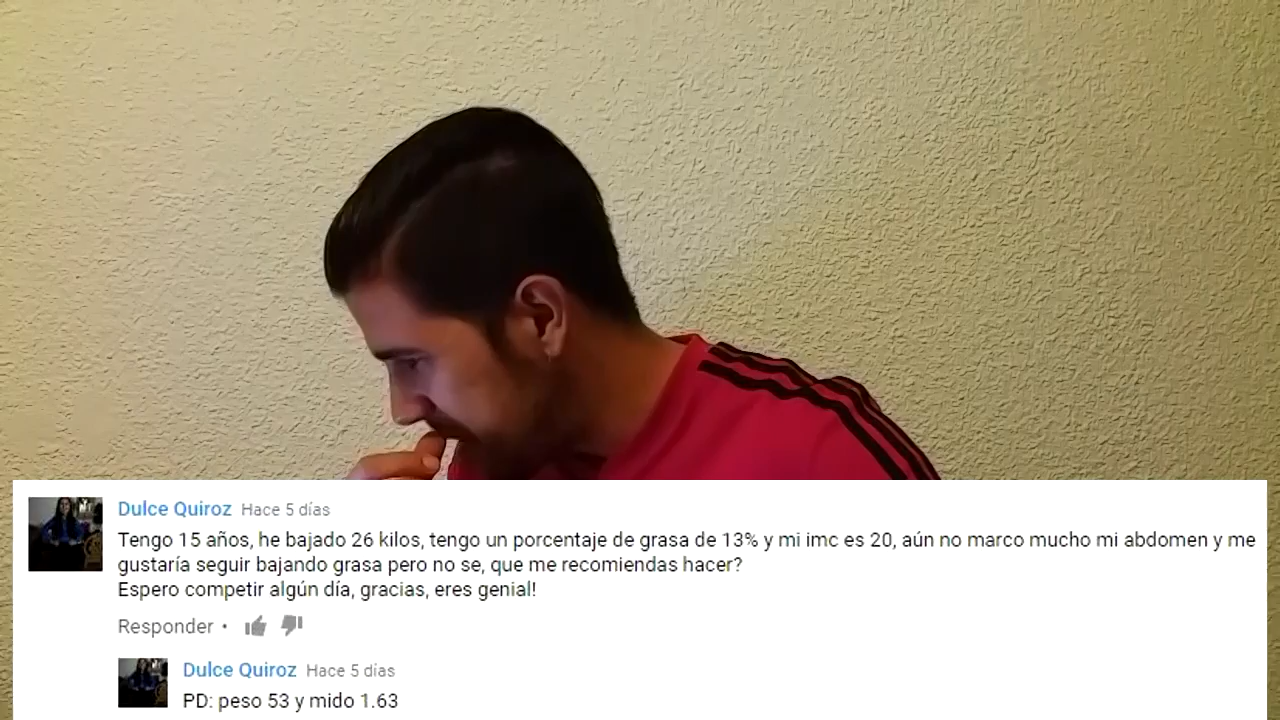 Dulce Quiroz Hace 5 días
Tengo 15 años, he bajado 26 kilos, tengo un porcentaje de grasa de 13% y mi imc es 20, aún no marco mucho mi abdomen y me
gustaría seguir bajando grasa pero no se, que me recomiendas hacer?
Espero competir algún día, gracias, eres genial!
Responder •
Dulce Quiroz Hace 5 días
PD: peso 53 y mido 1.63